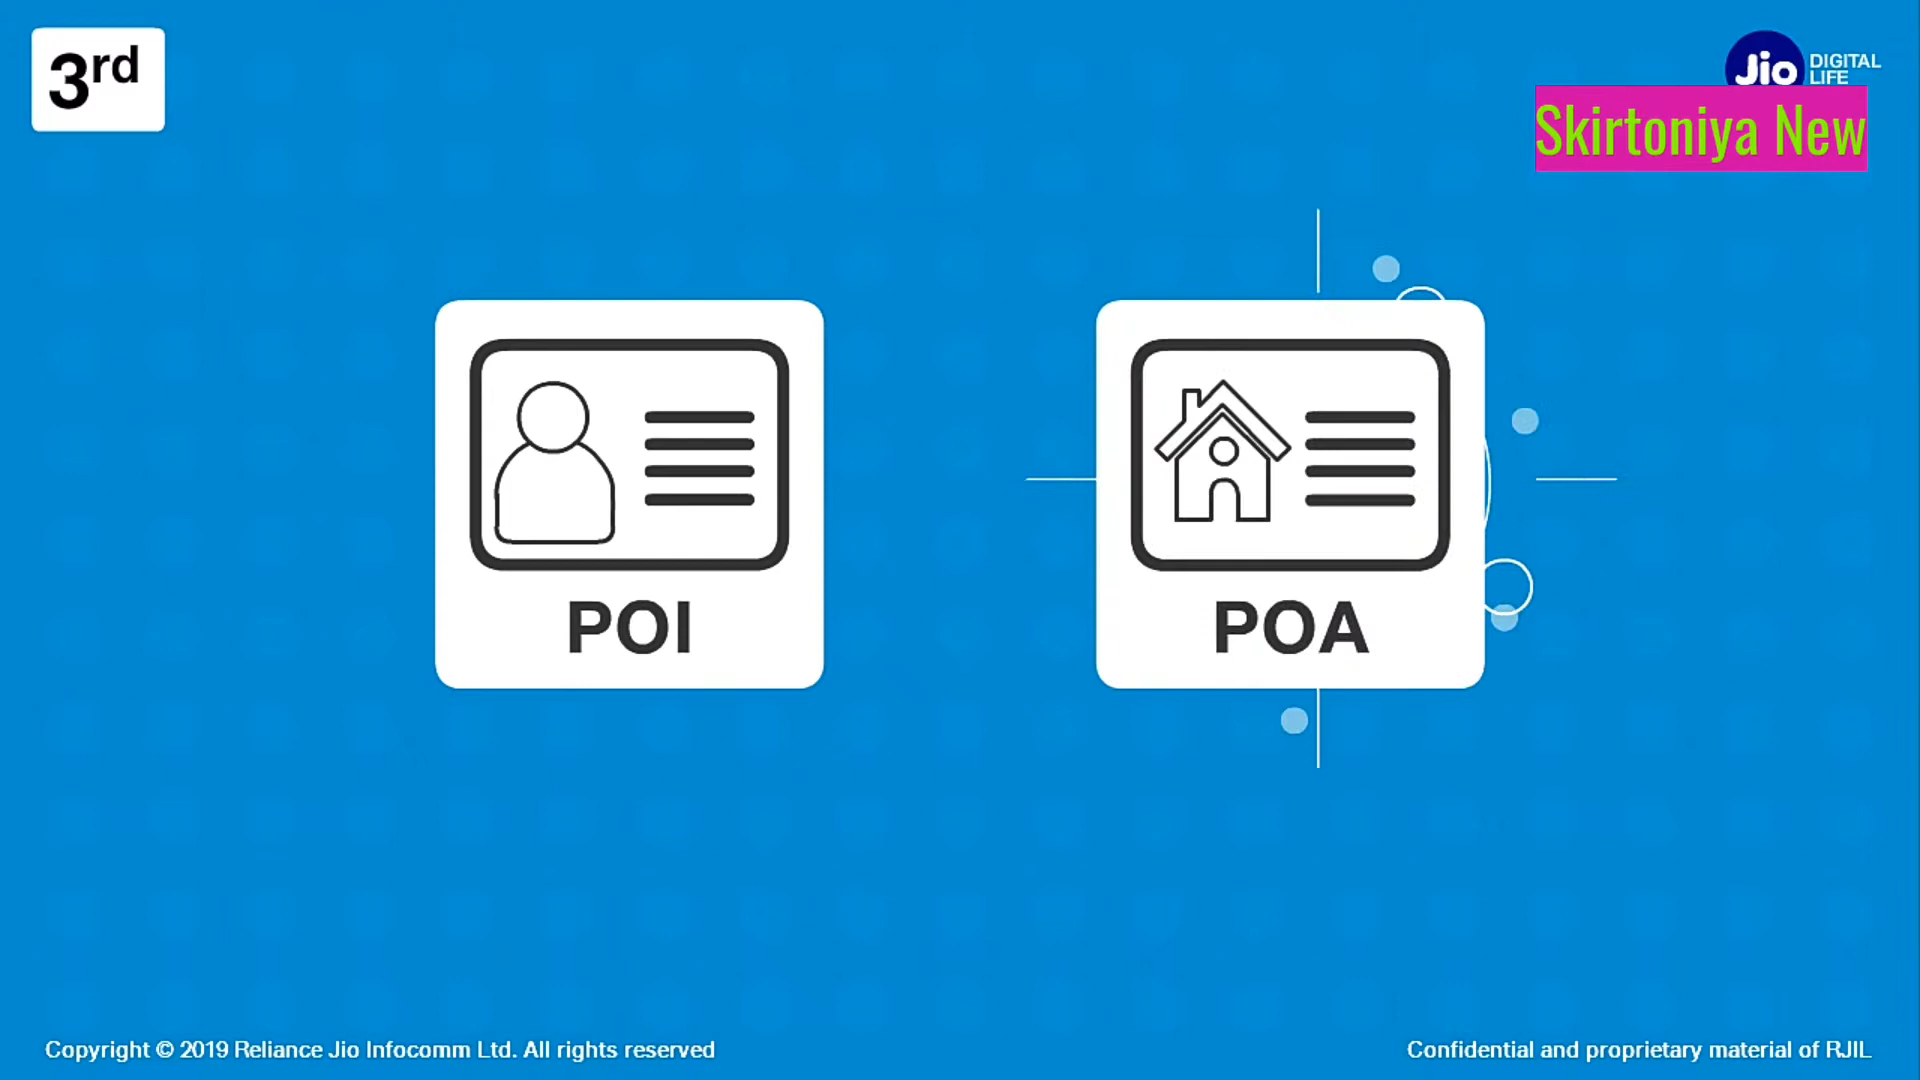 3rd
Jio DIGITAL
LIFE
Skirtoniya New
POI
POA
Copyright © 2019 Reliance Jio Infocomm Ltd. All rights reserved
Confidential and proprietary material of RJIL